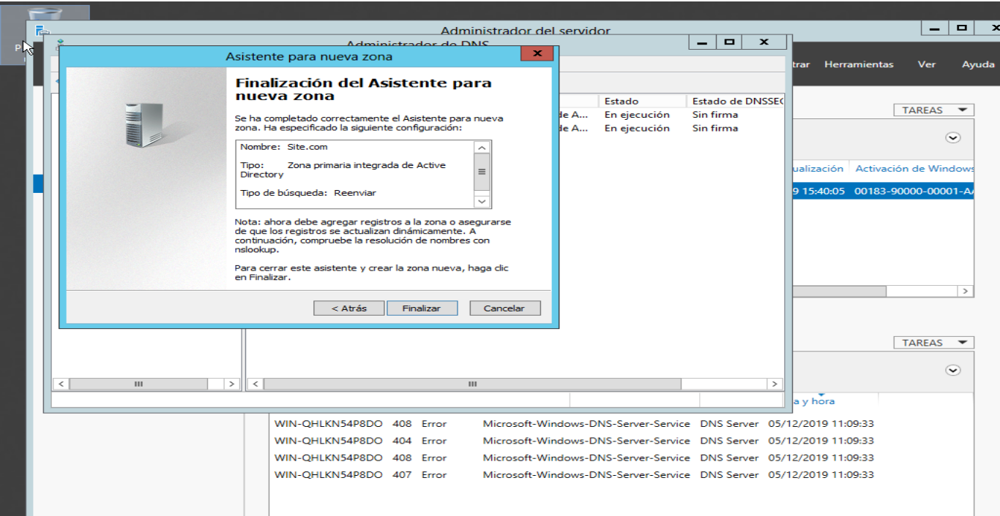 Administrador del servidor
Administrador de DNS
Asistente para nueva zona
trar Herramientas Ver Ayuda
Finalización del Asistente para
nueva zona
Se ha completado correctamente el Asistente para nueva
zona. Ha especificado la siguiente configuración:
Nombre: Site.com
Tipo: Zona primaria integrada de Active
Directory
Tipo de búsqueda: Reenviar
Nota: ahora debe agregar registros a la zona o asegurarse
de que los registros se actualizan dinámicamente. A
continuación, compruebe la resolución de nombres con
nslookup.
Para cerrar este asistente y crear la zona nueva, haga clic
en Finalizar.
< Atrás Finalizar Cancelar
Estado Estado de DNSSEC
de A... En ejecución Sin firma
de A... En ejecución Sin firma
TAREAS
ualización Activación de Windows
9 15:40:05 00183-90000-00001-AA
TAREAS
a y hora
WIN-QHLKN54P8DO 408 Error Microsoft-Windows-DNS-Server-Service DNS Server 05/12/2019 11:09:33
WIN-QHLKN54P8DO 404 Error Microsoft-Windows-DNS-Server-Service DNS Server 05/12/2019 11:09:33
WIN-QHLKN54P8DO 408 Error Microsoft-Windows-DNS-Server-Service DNS Server 05/12/2019 11:09:33
WIN-QHLKN54P8DO 407 Error Microsoft-Windows-DNS-Server-Service DNS Server 05/12/2019 11:09:33